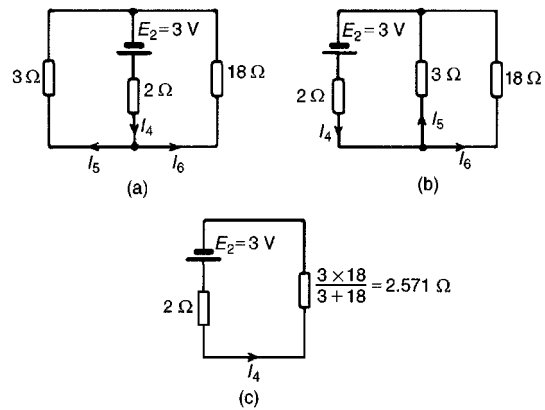 E₂ = 3 V
3 Ω
2 Ω
18 Ω
I₄
I₅
I₆
(a)
E₂ = 3 V
2 Ω
3 Ω
18 Ω
I₄
I₅
I₆
(b)
E₂ = 3 V
2 Ω
3 × 18
3 + 18
= 2.571 Ω
I₄
(c)